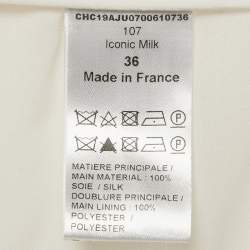 CHC19AJU0700610736
107
Iconic Milk
36
Made in France
P
P
MATIERE PRINCIPALE /
MAIN MATERIAL : 100%
SOIE / SILK
DOUBLURE PRINCIPALE /
MAIN LINING : 100%
POLYESTER /
POLYESTER